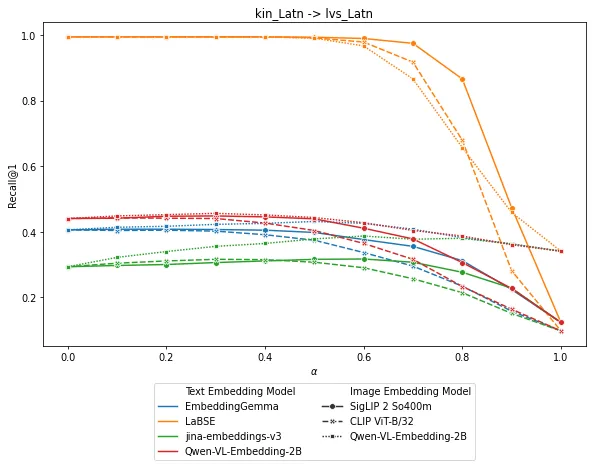 kin_Latn -> lvs_Latn
Recall@1
1.0
0.8
0.6
0.4
0.2
0.0 0.2 0.4 0.6 0.8 1.0
α
Text Embedding Model Image Embedding Model
EmbeddingGemma SigLIP 2 So400m
LaBSE CLIP ViT-B/32
jina-embeddings-v3 Qwen-VL-Embedding-2B
Qwen-VL-Embedding-2B